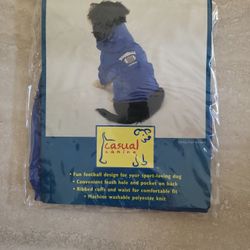 casual
canine
• Fun football design for your sport-loving dog
• Convenient leash hole and pocket on back
• Ribbed cuffs and waist for comfortable fit
• Machine washable polyester knit